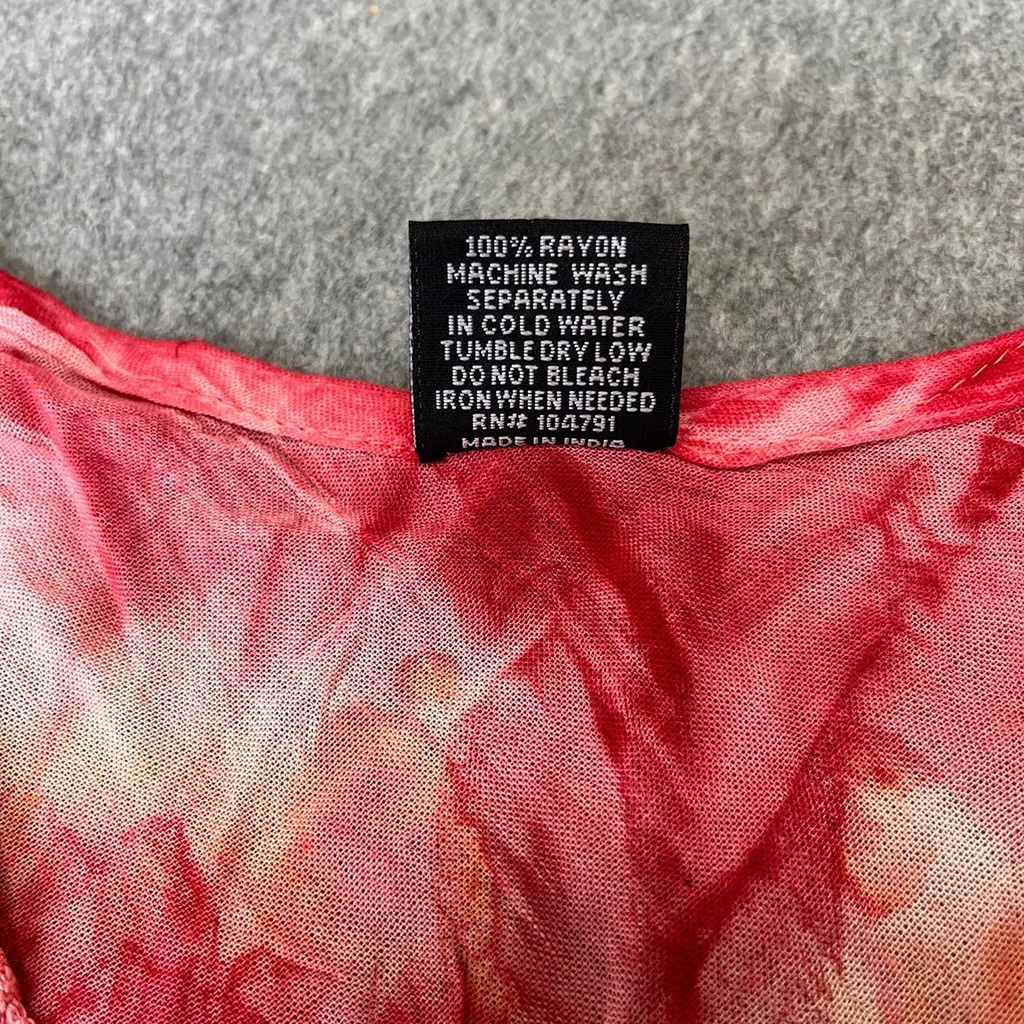 100% RAYON
MACHINE WASH
SEPARATELY
IN COLD WATER
TUMBLE DRY LOW
DO NOT BLEACH
IRON WHEN NEEDED
RN# 104791
MADE IN INDIA